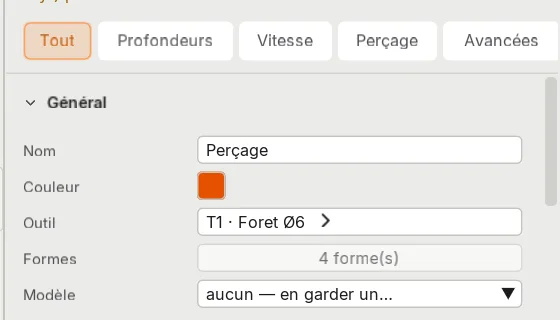 Tout Profondeurs Vitesse Perçage Avancées
Général
Nom Perçage
Couleur
Outil T1 · Foret Ø6
Formes 4 forme(s)
Modèle aucun — en garder un...